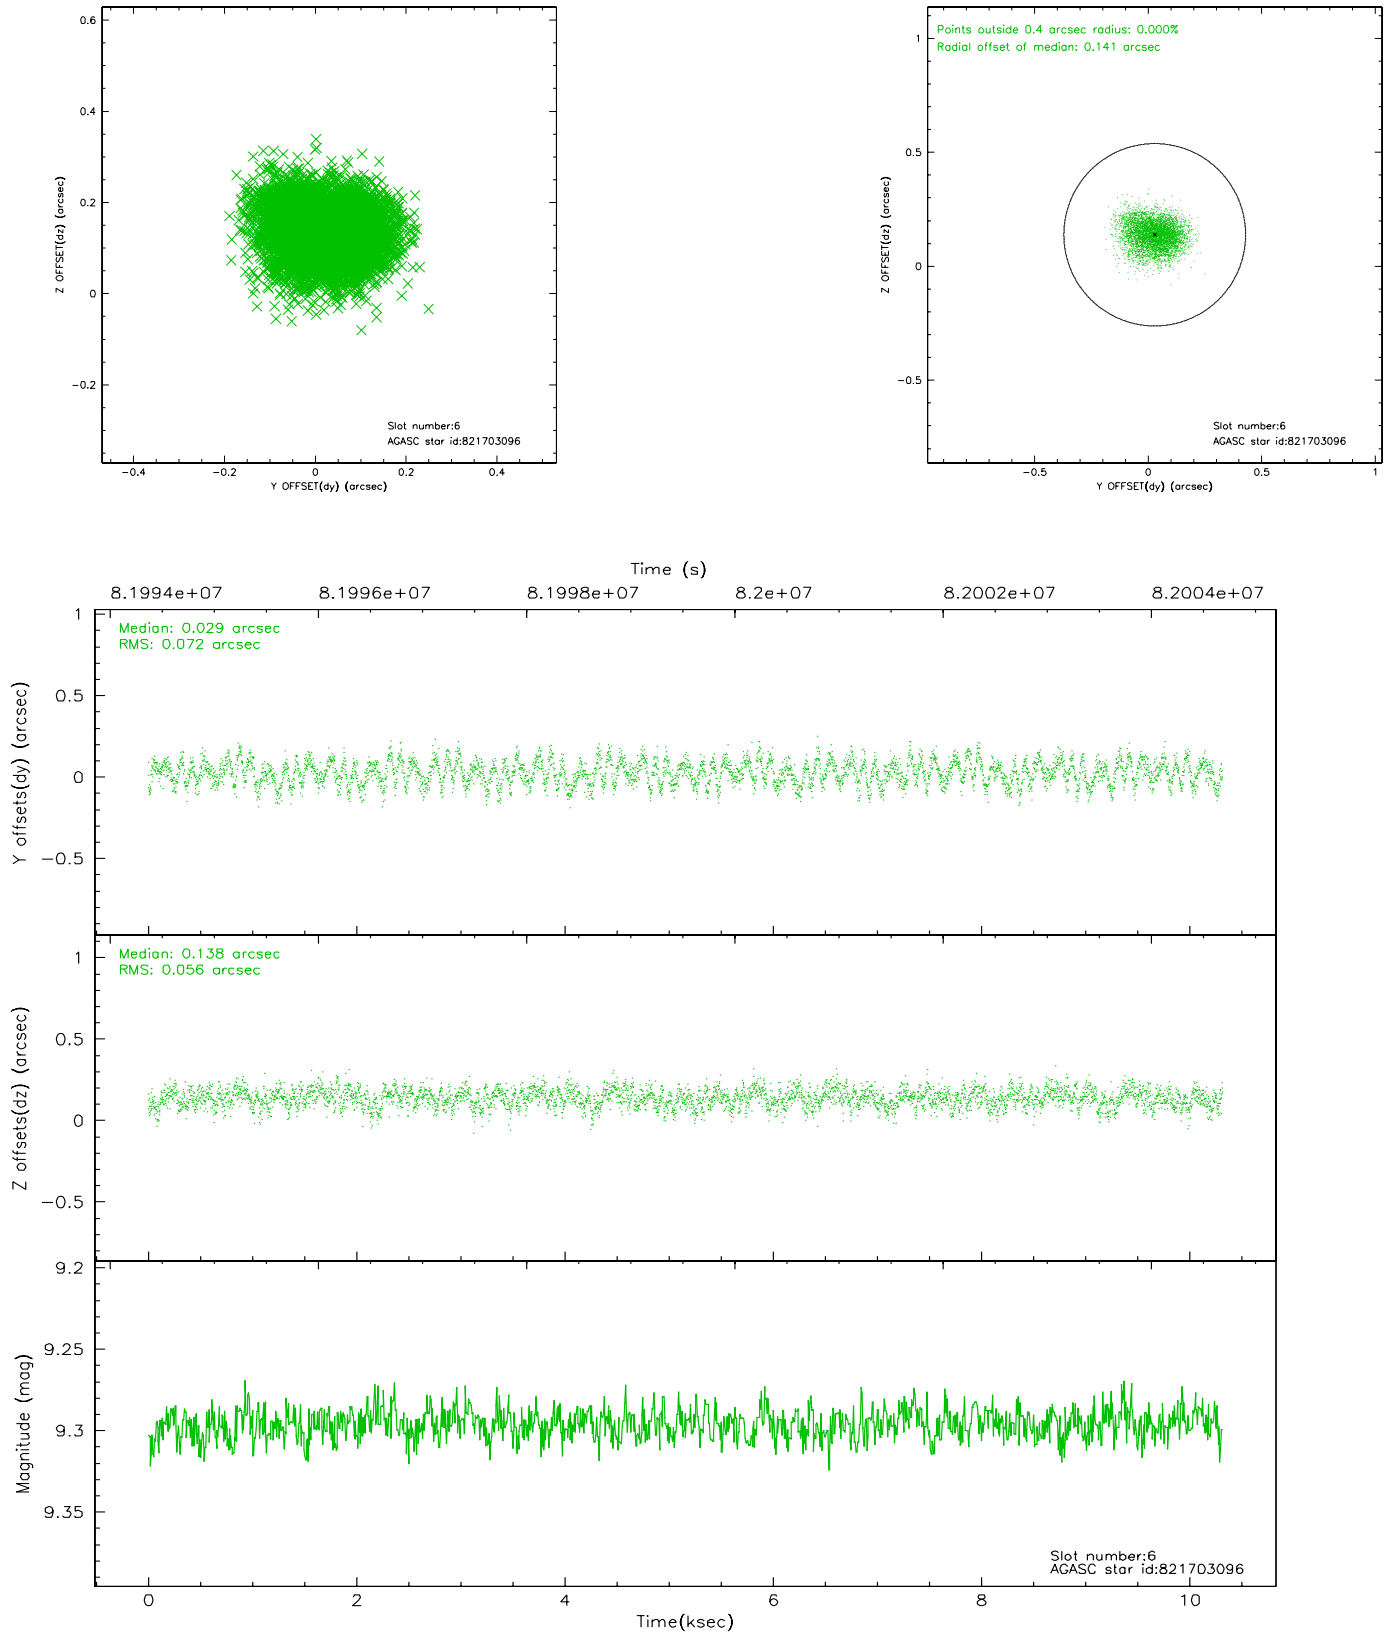 0.6
0.4
0.2
0
−0.2
Z OFFSET(dz) (arcsec)
Slot number:6
AGASC star id:821703096
−0.4 −0.2 0 0.2 0.4
Y OFFSET(dy) (arcsec)
Points outside 0.4 arcsec radius: 0.000%
Radial offset of median: 0.141 arcsec
1
0.5
0
−0.5
Z OFFSET(dz) (arcsec)
Slot number:6
AGASC star id:821703096
−0.5 0 0.5 1
Y OFFSET(dy) (arcsec)
Time (s)
8.1994e+07 8.1996e+07 8.1998e+07 8.2e+07 8.2002e+07 8.2004e+07
Median: 0.029 arcsec
RMS: 0.072 arcsec
1
0.5
0
−0.5
Y offsets(dy) (arcsec)
Median: 0.138 arcsec
RMS: 0.056 arcsec
1
0.5
0
−0.5
Z offsets(dz) (arcsec)
9.2
9.25
9.3
9.35
Magnitude (mag)
Slot number:6
AGASC star id:821703096
0 2 4 6 8 10
Time(ksec)